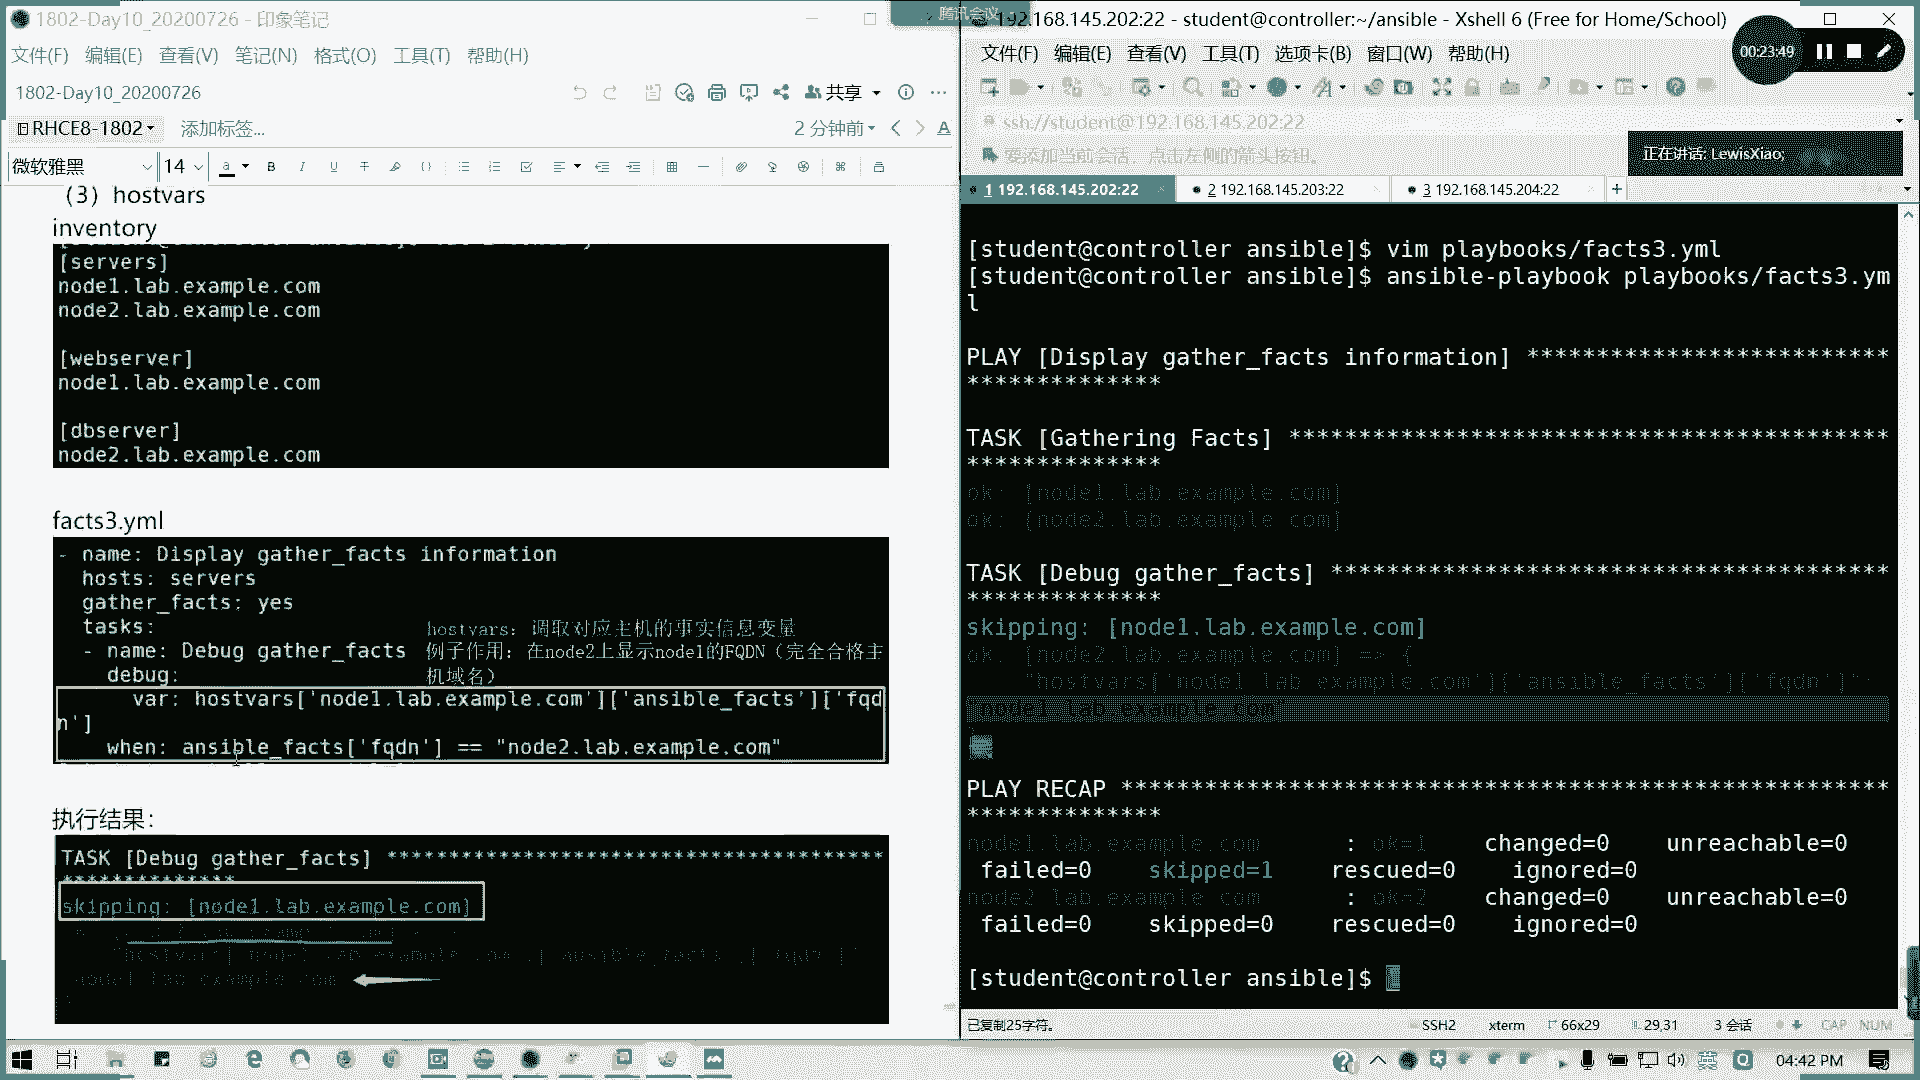 1802-Day10_20200726 - 印象笔记
文件(F) 编辑(E) 查看(V) 笔记(N) 格式(O) 工具(T) 帮助(H)
1802-Day10_20200726
共享
RHCE8-1802
添加标签...
2 分钟前
微软雅黑
14
（3）hostvars
inventory
[servers]
node1.lab.example.com
node2.lab.example.com
[webserver]
node1.lab.example.com
[dbserver]
node2.lab.example.com
facts3.yml
- name: Display gather_facts information
hosts: servers
gather_facts: yes
tasks:
hostvars：调取对应主机的事实信息变量
- name: Debug gather_facts
例子作用：在node2上显示node1的FQDN（完全合格主
debug:
机域名）
var: hostvars['node1.lab.example.com']['ansible_facts']['fqd
n']
when: ansible_facts['fqdn'] == "node2.lab.example.com"
执行结果：
TASK [Debug gather_facts] ****************************************
**************
skipping: [node1.lab.example.com]
腾讯会议
192.168.145.202:22 - student@controller:~/ansible - Xshell 6 (Free for Home/School)
文件(F) 编辑(E) 查看(V) 工具(T) 选项卡(B) 窗口(W) 帮助(H)
00:23:49
ssh://student@192.168.145.202:22
要添加当前会话，点击左侧的箭头按钮。
正在讲话: LewisXiao;
1 192.168.145.202:22
2 192.168.145.203:22
3 192.168.145.204:22
[student@controller ansible]$ vim playbooks/facts3.yml
[student@controller ansible]$ ansible-playbook playbooks/facts3.ym
l
PLAY [Display gather_facts information] **************************
**************
TASK [Gathering Facts] *******************************************
**************
ok: [node1.lab.example.com]
ok: [node2.lab.example.com]
TASK [Debug gather_facts] ****************************************
**************
skipping: [node1.lab.example.com]
ok: [node2.lab.example.com] => {
"hostvars['node1.lab.example.com']['ansible_facts']['fqdn']":
"node1.lab.example.com"
PLAY RECAP *******************************************************
**************
node1.lab.example.com : ok=1 changed=0 unreachable=0
failed=0 skipped=1 rescued=0 ignored=0
node2.lab.example.com : ok=2 changed=0 unreachable=0
failed=0 skipped=0 rescued=0 ignored=0
[student@controller ansible]$
已复制25字符。
SSH2
xterm
66x29
29,31
3 会话
CAP
NUM
英
04:42 PM